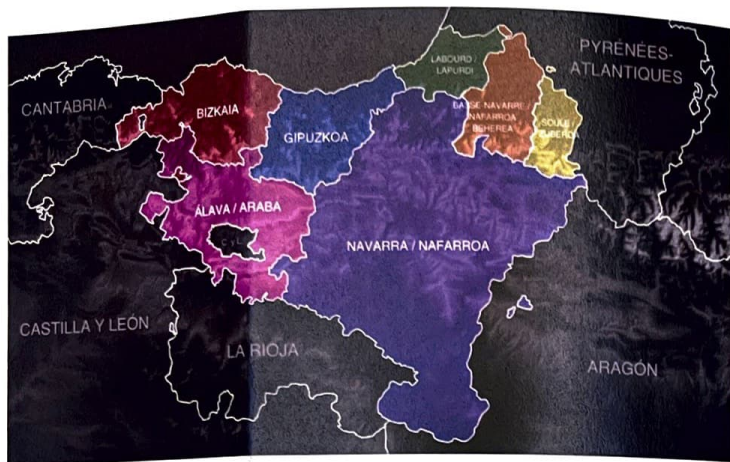 PYRÉNÉES-
ATLANTIQUES
LABOURD /
LAPURDI
CANTABRIA
BIZKAIA
BASSE NAVARRE /
NAFARROA
BEHEREA
GIPUZKOA
SOULE /
ZUBEROA
ÁLAVA / ARABA
CYL
NAVARRA / NAFARROA
CASTILLA Y LEÓN
LA RIOJA
ARAGÓN